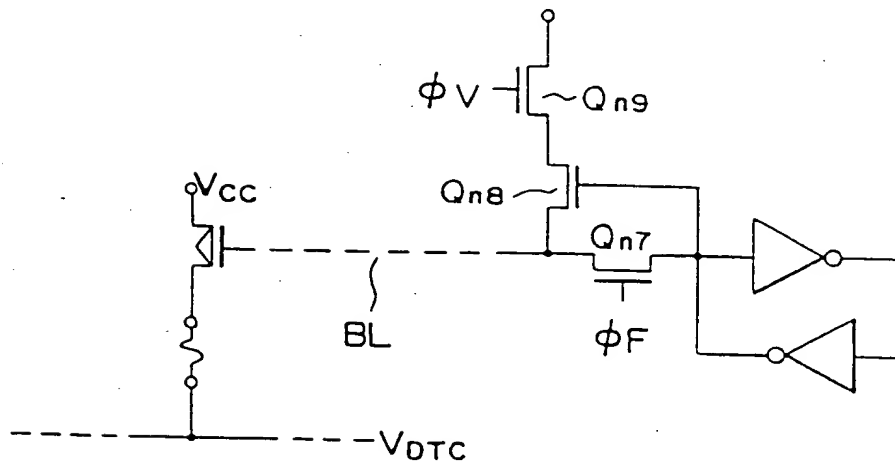 ϕV
Qn9
VCC
Qn8
Qn7
BL
ϕF
VDTC